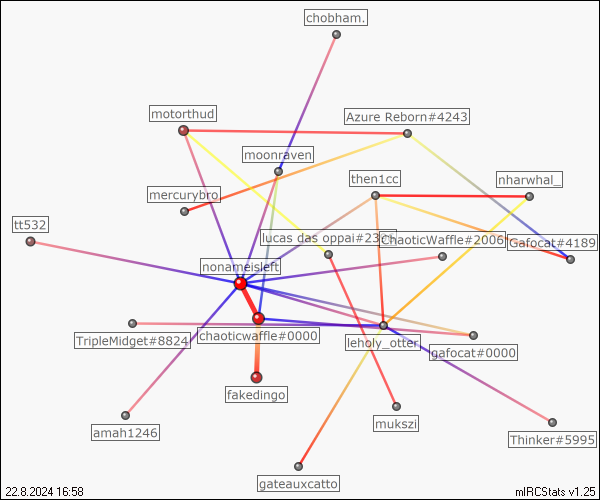 chobham.
motorthud
Azure Reborn#4243
moonraven
then1cc
nharwhal_
mercurybro
tt532
lucas das oppai#23
ChaoticWaffle#2006
Gafocat#4189
nonameisleft
chaoticwaffle#0000
TripleMidget#8824
leholy_otter
gafocat#0000
fakedingo
mukszi
amah1246
Thinker#5995
gateauxcatto
22.8.2024 16:58
mIRCStats v1.25